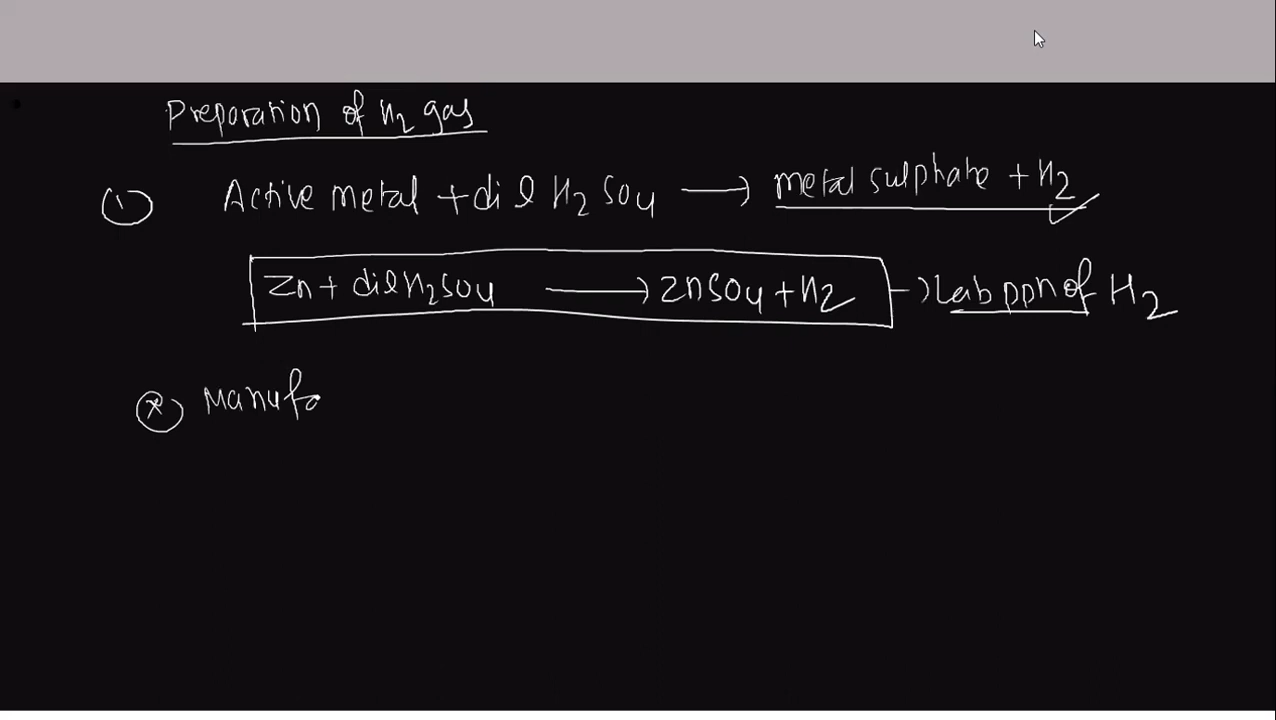 Preparation of H2 gas
(1) Active metal + dil H2SO4 → metal sulphate + H2
Zn + dil H2SO4 → ZnSO4 + H2 → Lab ppn of H2
(*) Manufa